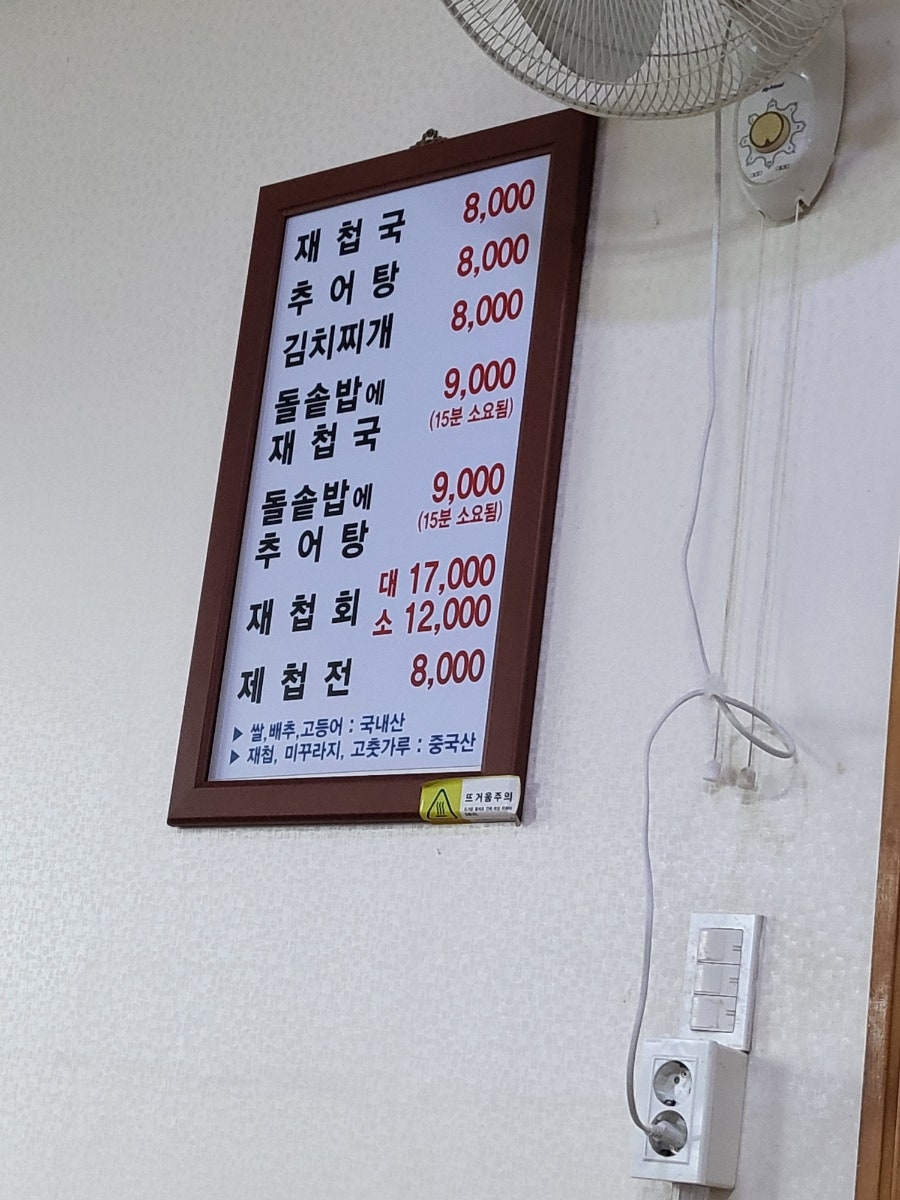 재첩국 8,000
추어탕 8,000
김치찌개 8,000
돌솥밥에 9,000
재첩국 (15분 소요됨)
돌솥밥에 9,000
추어탕 (15분 소요됨)
재첩회 대 17,000
소 12,000
제첩전 8,000
▶ 쌀,배추,고등어 : 국내산
▶ 재첩, 미꾸라지, 고춧가루 : 중국산
뜨거움주의